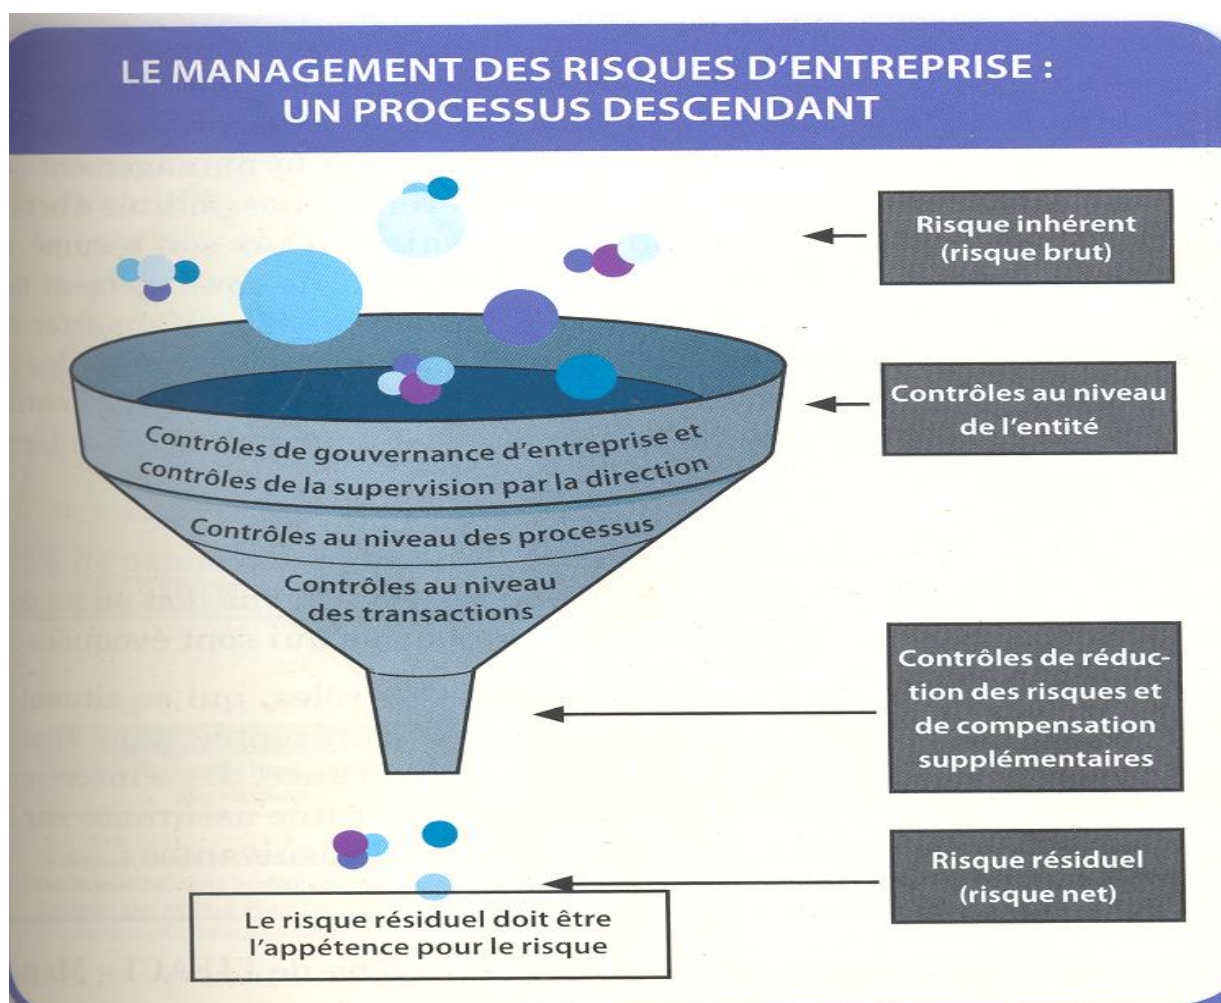 LE MANAGEMENT DES RISQUES D'ENTREPRISE :
UN PROCESSUS DESCENDANT
Risque inhérent
(risque brut)
Contrôles au niveau
de l'entité
Contrôles de gouvernance d'entreprise et
contrôles de la supervision par la direction
Contrôles au niveau des processus
Contrôles au niveau
des transactions
Contrôles de réduc-
tion des risques et
de compensation
supplémentaires
Risque résiduel
(risque net)
Le risque résiduel doit être
l'appétence pour le risque